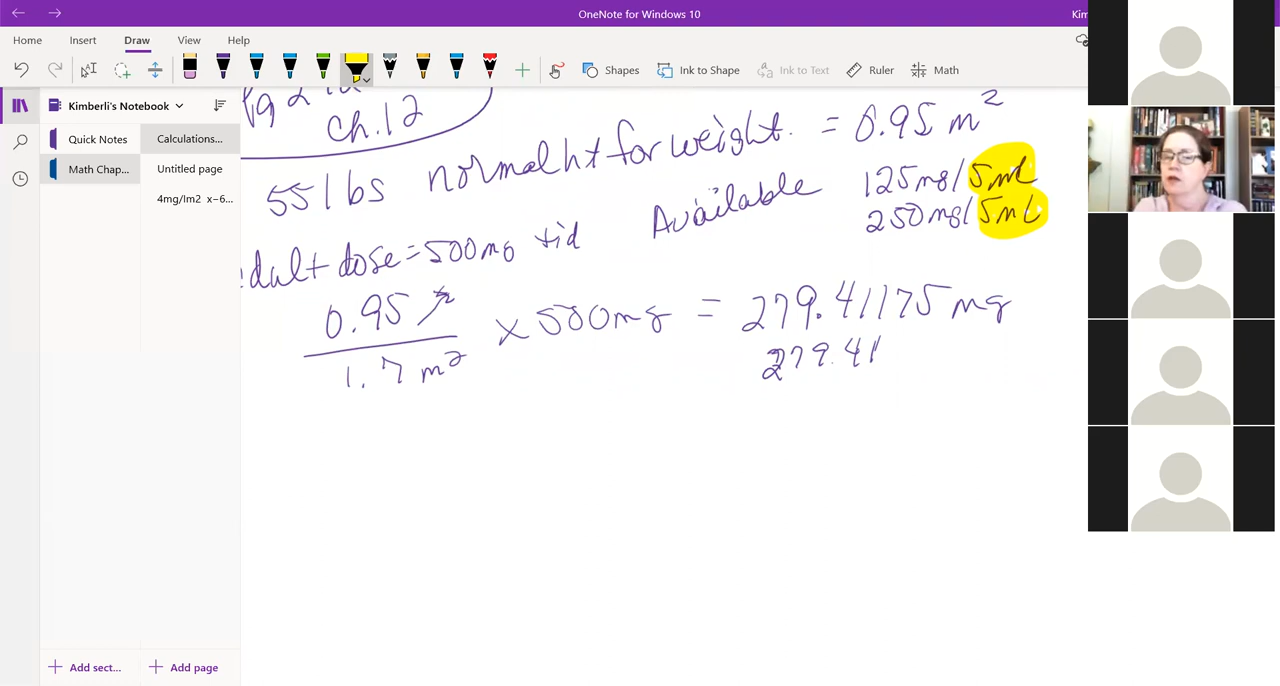 OneNote for Windows 10
Kim
Home Insert Draw View Help
Shapes Ink to Shape Ink to Text Ruler Math
Kimberli's Notebook
Quick Notes
Math Chap...
Calculations...
Untitled page
4mg/lm2 x-6...
ch.12
55 lbs normal ht for weight. = 0.95 m²
Available 125mg/5mL
250mg/5mL
dult dose = 500mg tid
0.95 m² / 1.7 m² x 500mg = 279.41175 mg
279.41
Add sect... Add page